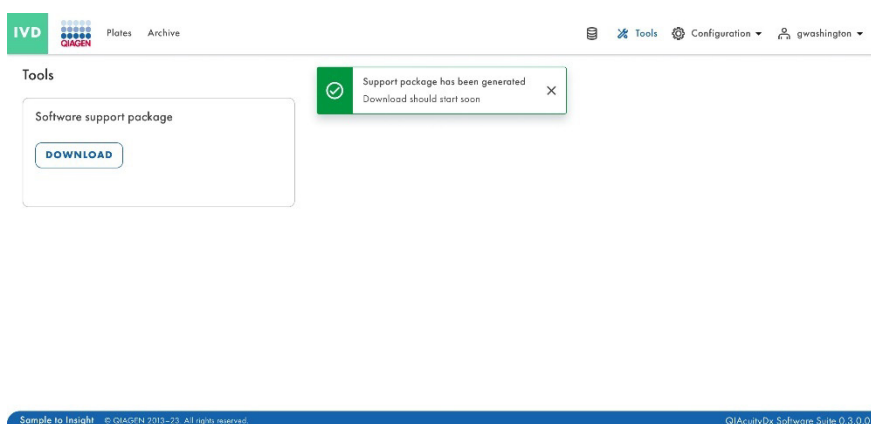 IVD
QIAGEN
Plates Archive
Tools Configuration gwashington
Tools
Support package has been generated
Download should start soon
Software support package
DOWNLOAD
Sample to Insight © QIAGEN 2013–23. All rights reserved. QIAcuityDx Software Suite 0.3.0.0